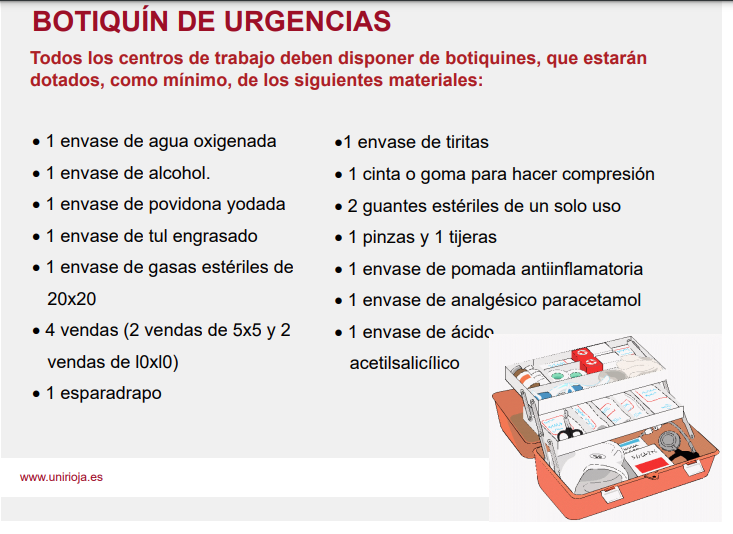 BOTIQUÍN DE URGENCIAS
Todos los centros de trabajo deben disponer de botiquines, que estarán
dotados, como mínimo, de los siguientes materiales:
• 1 envase de agua oxigenada
• 1 envase de alcohol.
• 1 envase de povidona yodada
• 1 envase de tul engrasado
• 1 envase de gasas estériles de
20x20
• 4 vendas (2 vendas de 5x5 y 2
vendas de l0xl0)
• 1 esparadrapo
•1 envase de tiritas
• 1 cinta o goma para hacer compresión
• 2 guantes estériles de un solo uso
• 1 pinzas y 1 tijeras
• 1 envase de pomada antiinflamatoria
• 1 envase de analgésico paracetamol
• 1 envase de ácido
acetilsalicílico
www.unirioja.es